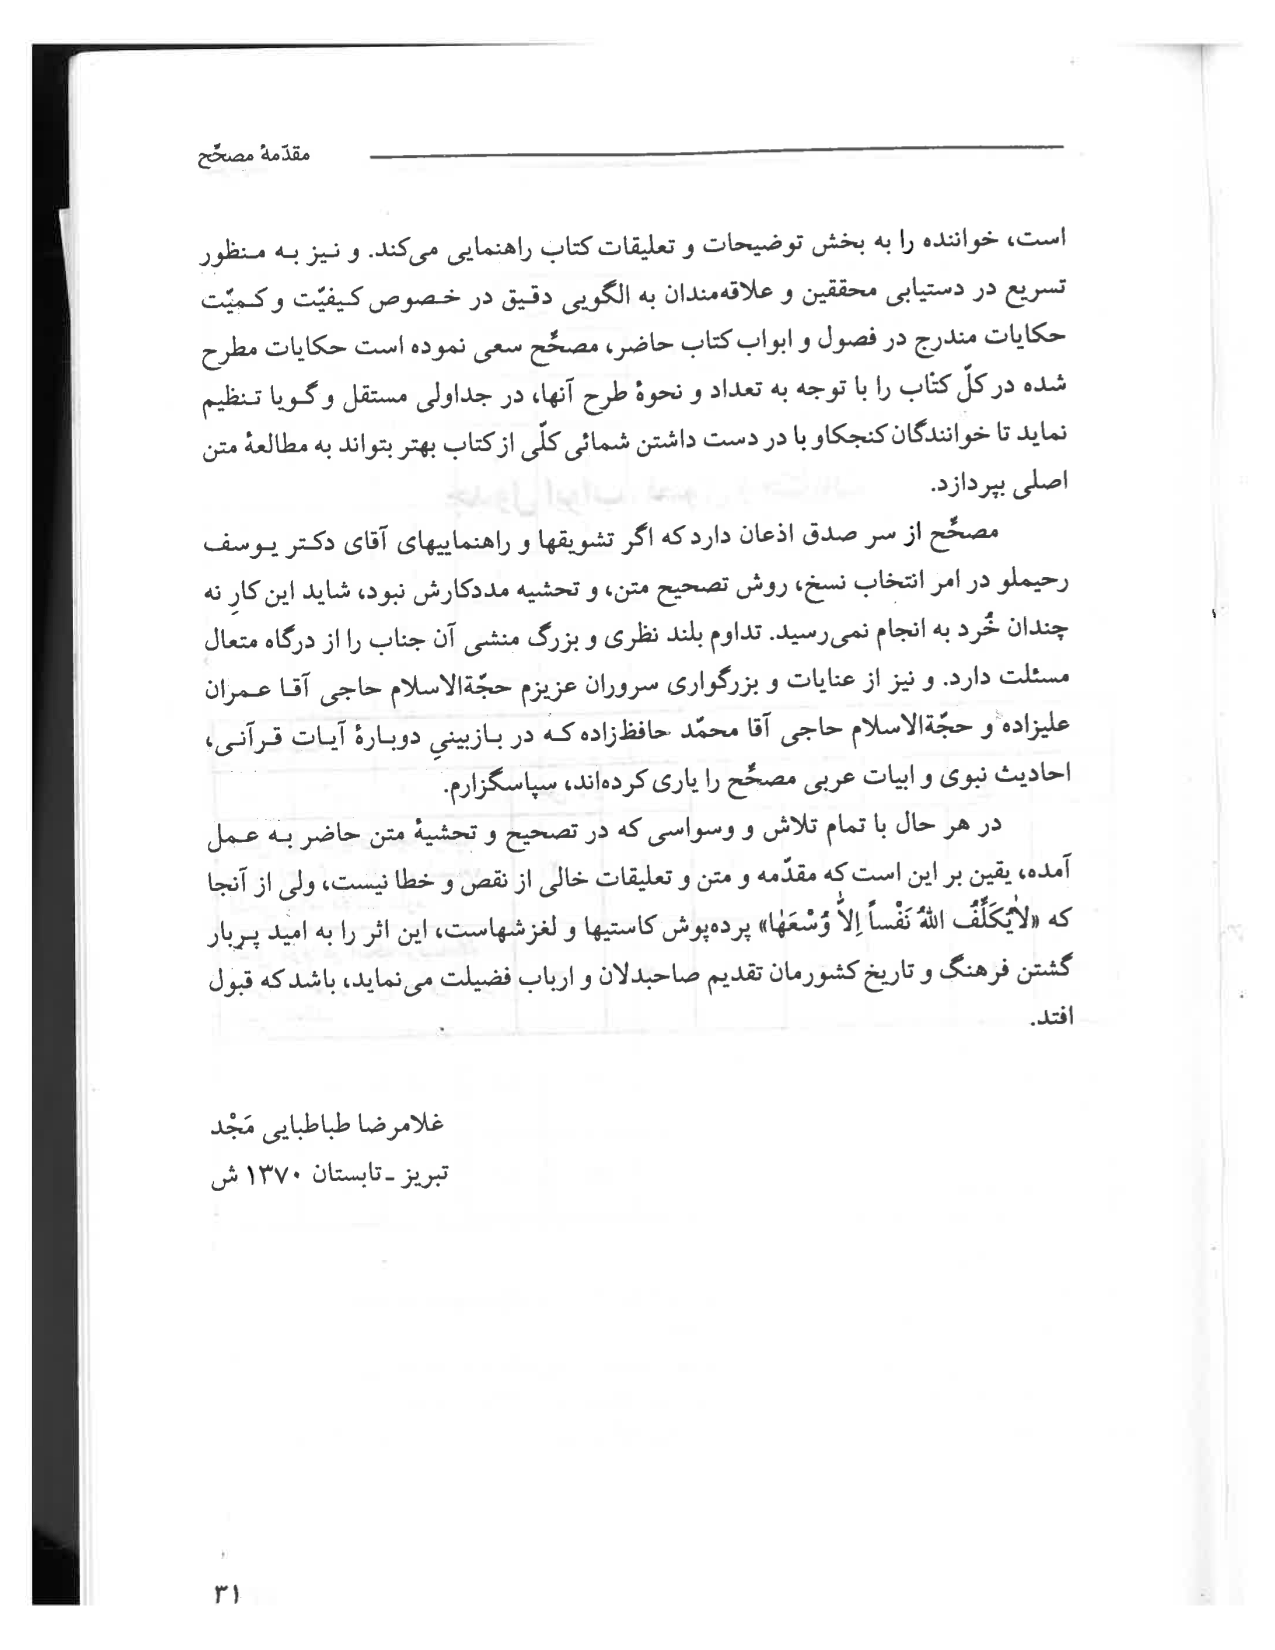 مقدّمهٔ مصحّح
است، خواننده را به بخش توضیحات و تعلیقات کتاب راهنمایی می‌کند. و نیز به منظور
تسریع در دستیابی محققین و علاقه‌مندان به الگویی دقیق در خصوص کیفیّت و کمیّت
حکایات مندرج در فصول و ابواب کتاب حاضر، مصحّح سعی نموده است حکایات مطرح
شده در کلّ کتاب را با توجه به تعداد و نحوهٔ طرح آنها، در جداولی مستقل و گویا تنظیم
نماید تا خوانندگان کنجکاو با در دست داشتن شمائی کلّی از کتاب بهتر بتواند به مطالعهٔ متن
اصلی بپردازد.
مصحّح از سر صدق اذعان دارد که اگر تشویقها و راهنماییهای آقای دکتر یوسف
رحیملو در امر انتخاب نسخ، روش تصحیح متن، و تحشیه مددکارش نبود، شاید این کارِ نه
چندان خُرد به انجام نمی‌رسید. تداوم بلند نظری و بزرگ منشی آن جناب را از درگاه متعال
مسئلت دارد. و نیز از عنایات و بزرگواری سروران عزیزم حجّةالاسلام حاجی آقا عمران
علیزاده و حجّةالاسلام حاجی آقا محمّد حافظ‌زاده که در بازبینیِ دوبارهٔ آیات قرآنی،
احادیث نبوی و ابیات عربی مصحّح را یاری کرده‌اند، سپاسگزارم.
در هر حال با تمام تلاش و وسواسی که در تصحیح و تحشیهٔ متن حاضر به عمل
آمده، یقین بر این است که مقدّمه و متن و تعلیقات خالی از نقص و خطا نیست، ولی از آنجا
که «لاٰیُکَلِّفُ اللهُ نَفْساً اِلاّٰ وُسْعَهٰا» پرده‌پوش کاستیها و لغزشهاست، این اثر را به امید پربار
گشتن فرهنگ و تاریخ کشورمان تقدیم صاحبدلان و ارباب فضیلت می‌نماید، باشد که قبول
افتد.
غلامرضا طباطبایی مَجْد
تبریز ـ تابستان ۱۳۷۰ ش
۳۱